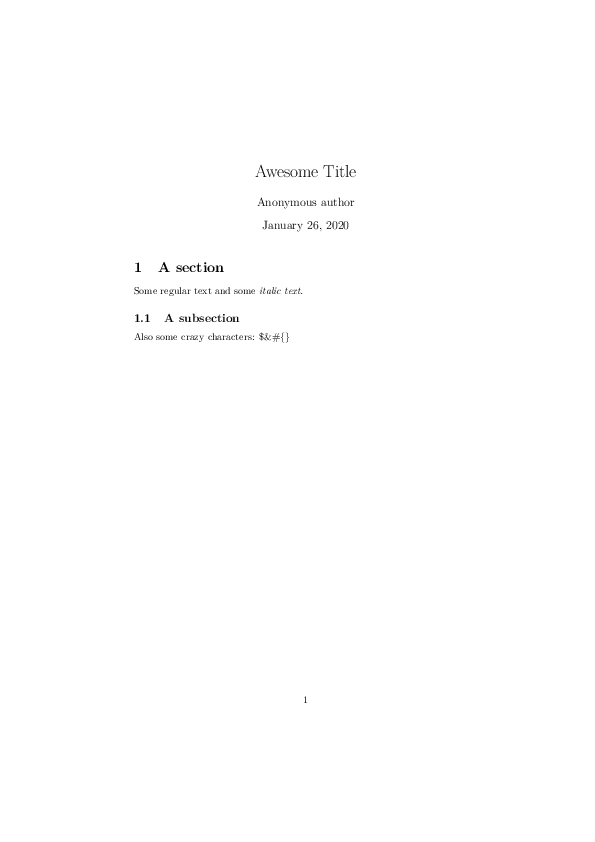 Awesome Title
Anonymous author
January 26, 2020
1 A section
Some regular text and some italic text.
1.1 A subsection
Also some crazy characters: $&#{}
1